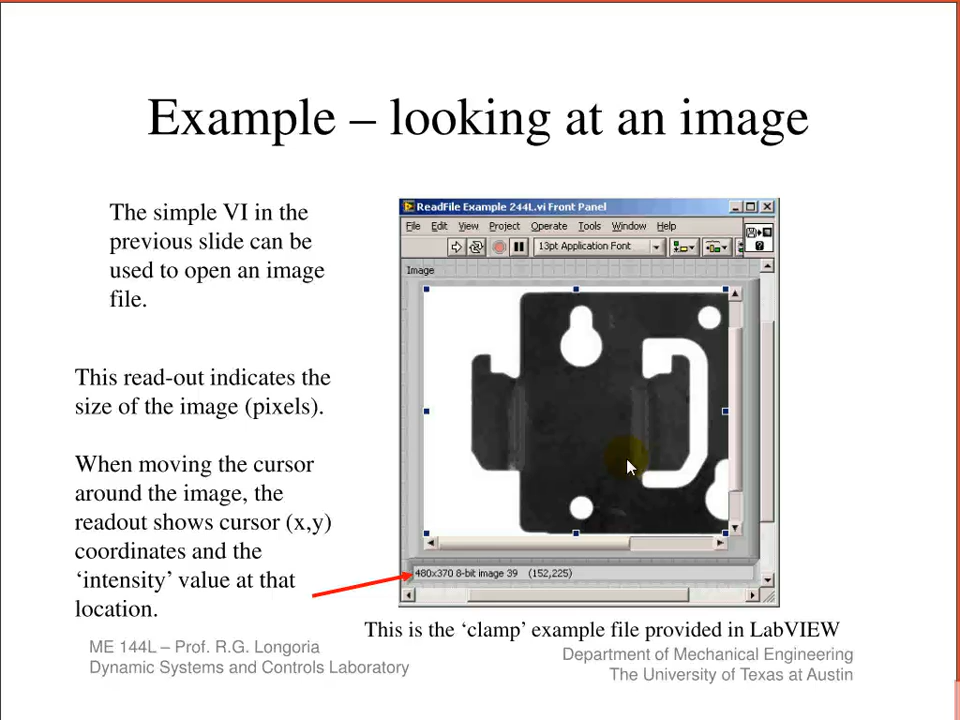 Example – looking at an image
The simple VI in the
previous slide can be
used to open an image
file.
This read-out indicates the
size of the image (pixels).
When moving the cursor
around the image, the
readout shows cursor (x,y)
coordinates and the
‘intensity’ value at that
location.
ReadFile Example 244L.vi Front Panel
File Edit View Project Operate Tools Window Help
13pt Application Font
Image
480x370 8-bit image 39 (152,225)
This is the ‘clamp’ example file provided in LabVIEW
ME 144L – Prof. R.G. Longoria
Dynamic Systems and Controls Laboratory
Department of Mechanical Engineering
The University of Texas at Austin